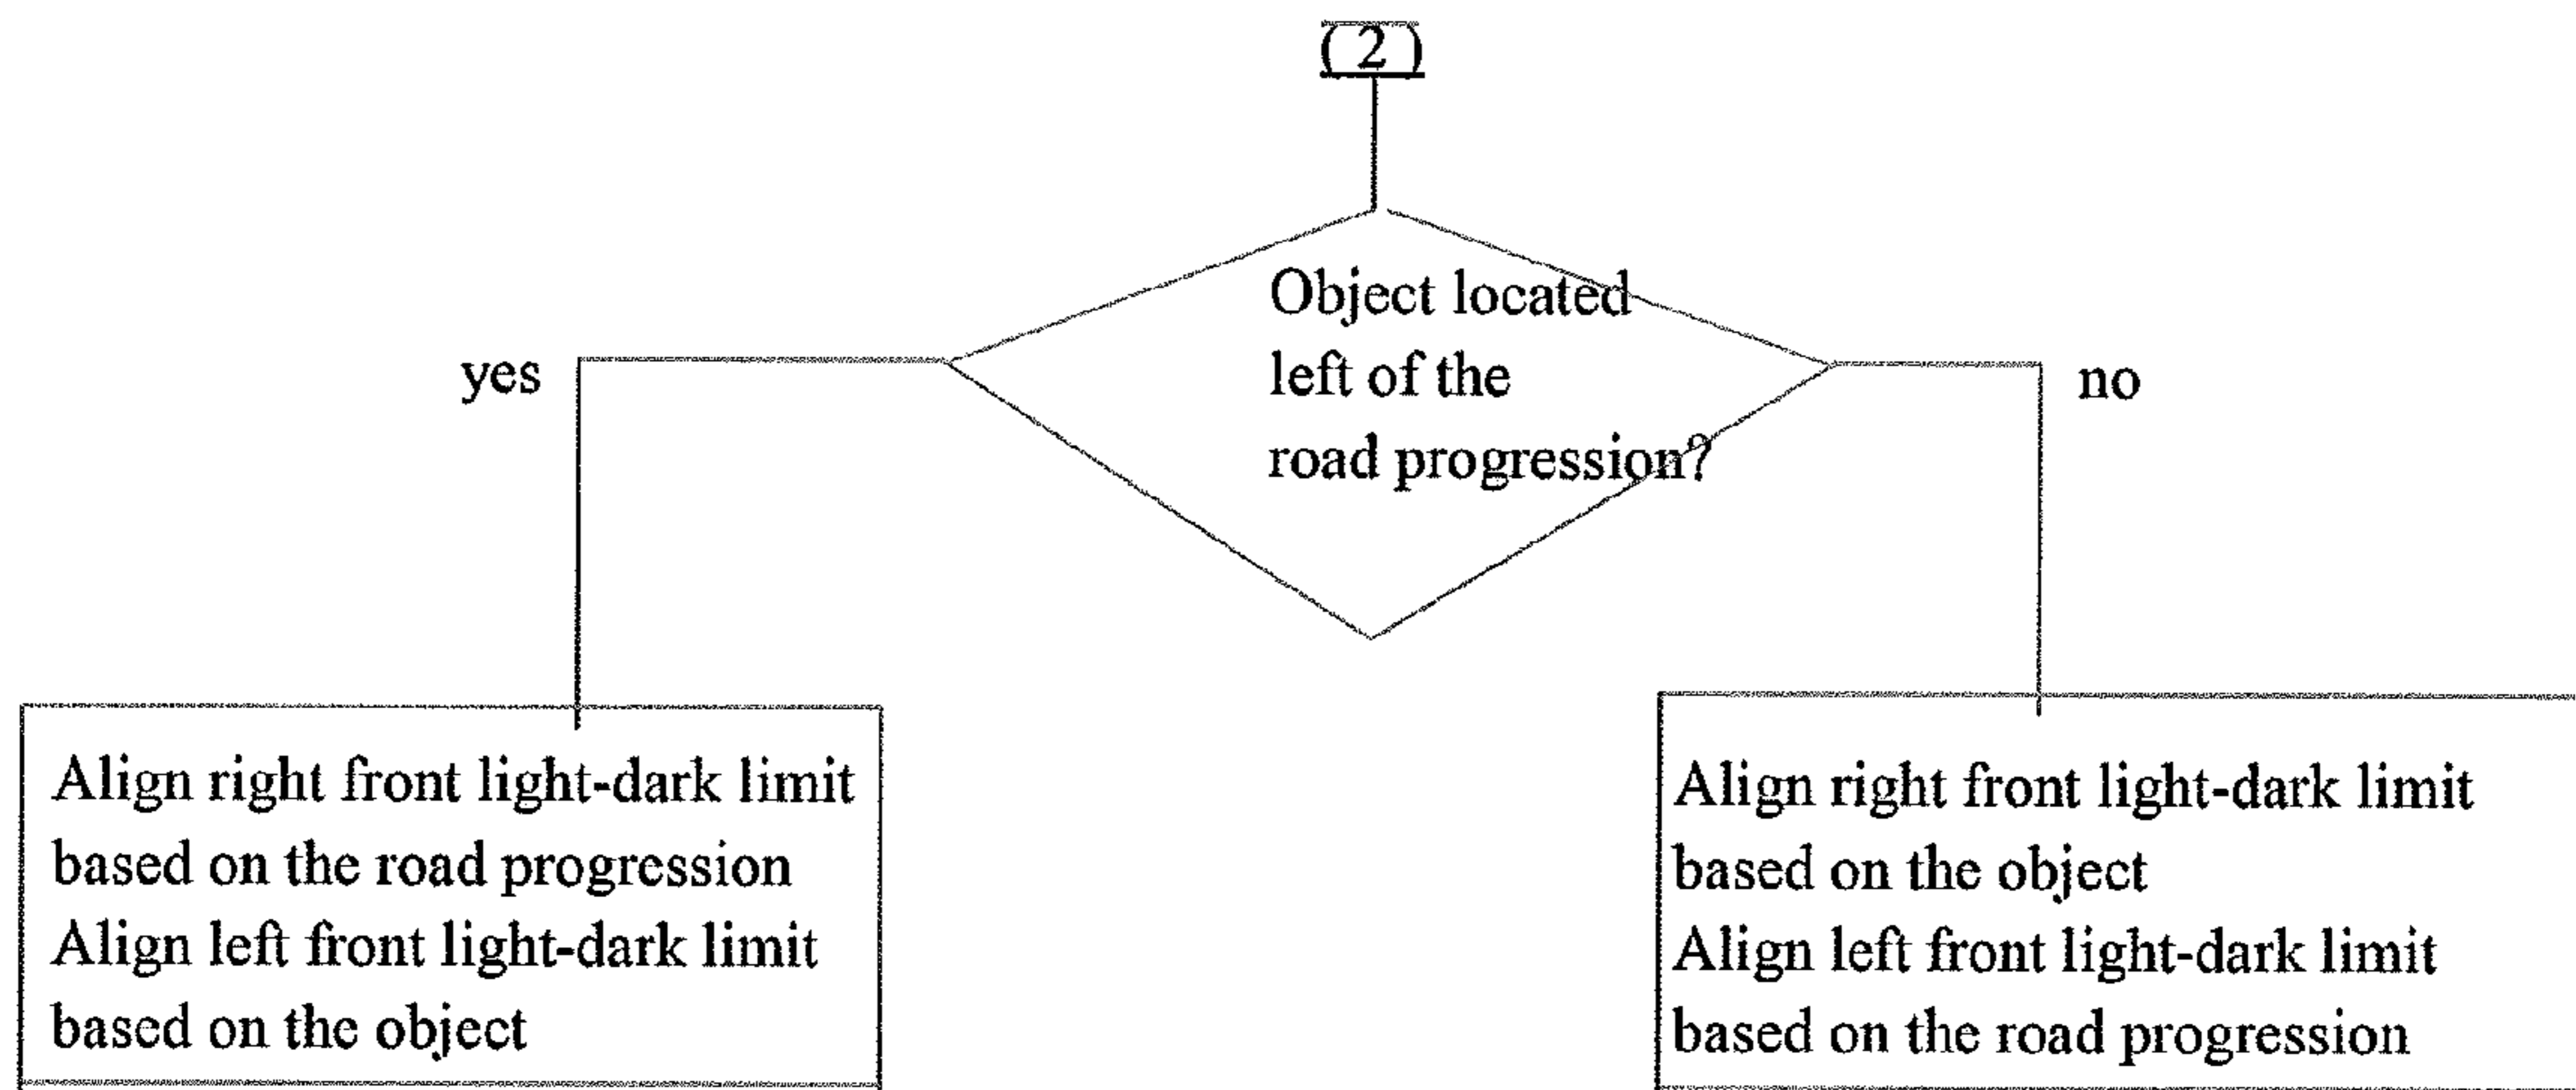 ( 2 )
Object located
left of the
road progression?
yes
no
Align right front light-dark limit
based on the road progression
Align left front light-dark limit
based on the object
Align right front light-dark limit
based on the object
Align left front light-dark limit
based on the road progression